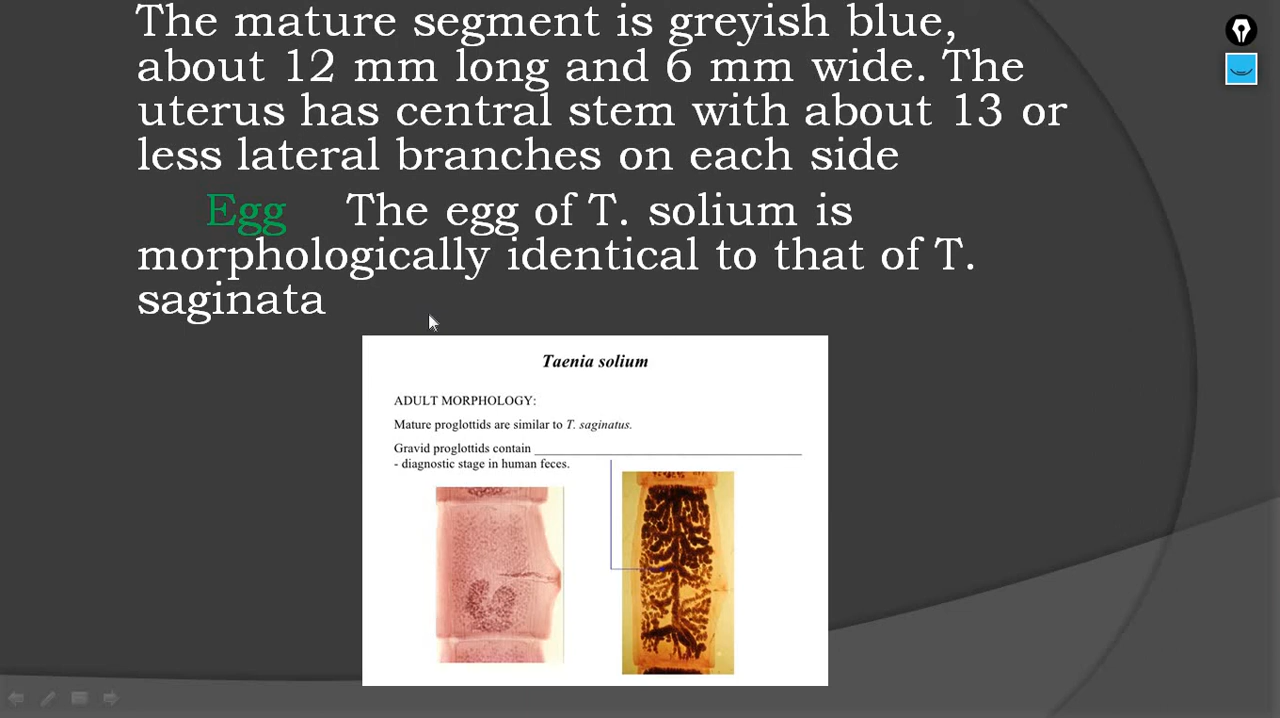 The mature segment is greyish blue,
about 12 mm long and 6 mm wide. The
uterus has central stem with about 13 or
less lateral branches on each side
Egg The egg of T. solium is
morphologically identical to that of T.
saginata
Taenia solium
ADULT MORPHOLOGY:
Mature proglottids are similar to T. saginatus.
Gravid proglottids contain ____________________
- diagnostic stage in human feces.